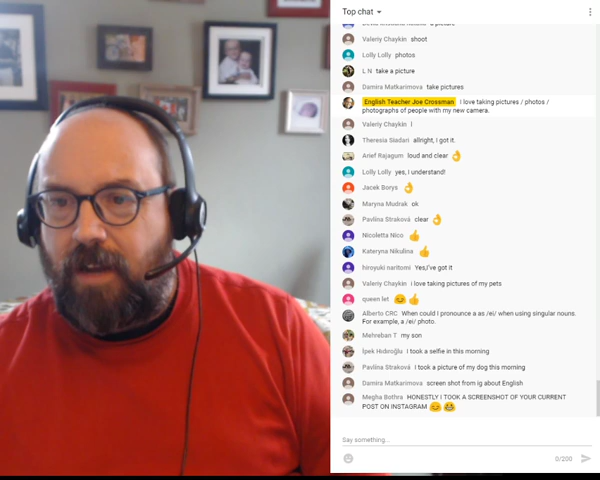 Top chat
a picture
Valeriy Chaykin shoot
Lolly Lolly photos
L N take a picture
Damira Matkarimova take pictures
English Teacher Joe Crossman I love taking pictures / photos /
photographs of people with my new camera.
Valeriy Chaykin I
Theresia Siadari allright, I got it.
Arief Rajagum loud and clear 👌
Lolly Lolly yes, I understand!
Jacek Borys 👌
Maryna Mudrak ok
Pavlína Straková clear 👌
Nicoletta Nico 👍
Kateryna Nikulina 👍
hiroyuki naritomi Yes,I've got it
Valeriy Chaykin i love taking pictures of my pets
queen let 😊👍
Alberto CRC When could I pronounce a as /ei/ when using singular nouns.
For example, a /ei/ photo.
Mehreban T my son
İpek Hıdıroğlu I took a selfie in this morning
Pavlína Straková I took a picture of my dog this morning
Damira Matkarimova screen shot from ig about English
Megha Bothra HONESTLY I TOOK A SCREENSHOT OF YOUR CURRENT
POST ON INSTAGRAM 😊😂
Say something...
0/200